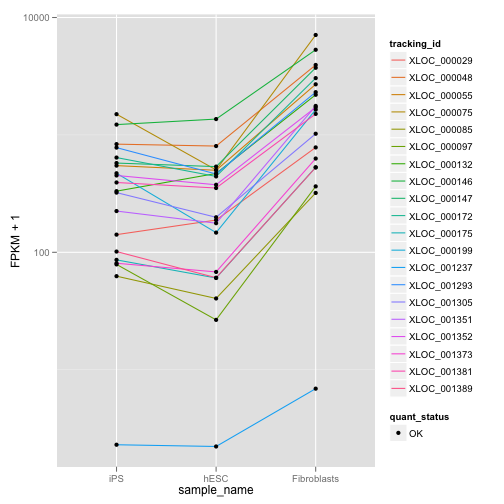 10000
100
FPKM + 1
iPS
hESC
Fibroblasts
sample_name
tracking_id
XLOC_000029
XLOC_000048
XLOC_000055
XLOC_000075
XLOC_000085
XLOC_000097
XLOC_000132
XLOC_000146
XLOC_000147
XLOC_000172
XLOC_000175
XLOC_000199
XLOC_001237
XLOC_001293
XLOC_001305
XLOC_001351
XLOC_001352
XLOC_001373
XLOC_001381
XLOC_001389
quant_status
OK